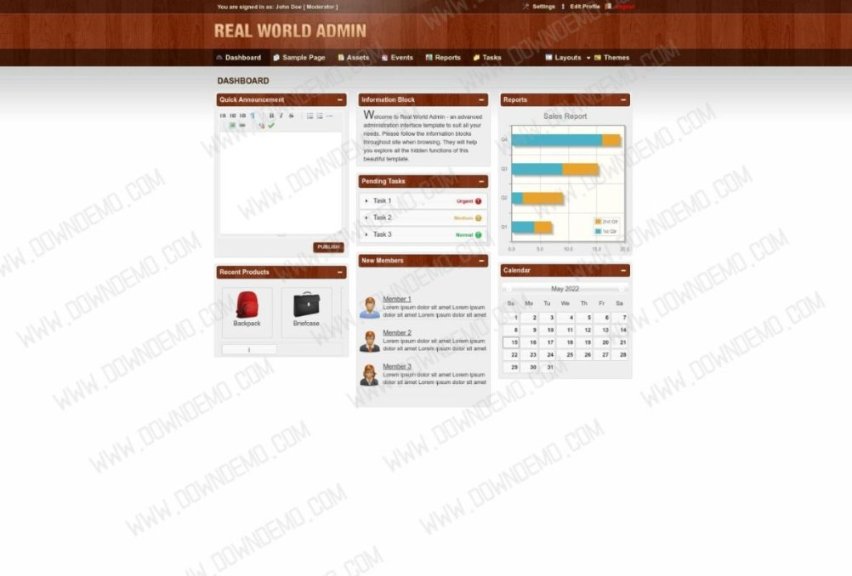 You are signed in as: John Doe [ Moderator ]
Settings
Edit Profile
Logout
REAL WORLD ADMIN
Dashboard
Sample Page
Assets
Events
Reports
Tasks
Layouts
Themes
DASHBOARD
Quick Announcement
PUBLISH
Recent Products
Backpack
Briefcase
Information Block
Welcome to Real World Admin - an advanced
administration interface template to suit all your
needs. Please follow the information blocks
throughout site when browsing. They will help
you explore all the hidden functions of this
beautiful template.
Pending Tasks
Task 1 Urgent
Task 2 Medium
Task 3 Normal
New Members
Member 1
Lorem ipsum dolor sit amet Lorem ipsum
dolor sit amet Lorem ipsum dolor sit amet
Member 2
Lorem ipsum dolor sit amet Lorem ipsum
dolor sit amet Lorem ipsum dolor sit amet
Member 3
Lorem ipsum dolor sit amet Lorem ipsum
dolor sit amet Lorem ipsum dolor sit amet
Reports
Sales Report
2nd Qtr
1st Qtr
0.0 5.0 10.0 15.0 20.0
Calendar
May 2022
Su Mo Tu We Th Fr Sa
1 2 3 4 5 6 7
8 9 10 11 12 13 14
15 16 17 18 19 20 21
22 23 24 25 26 27 28
29 30 31
WWW.DOWNDEMO.COM